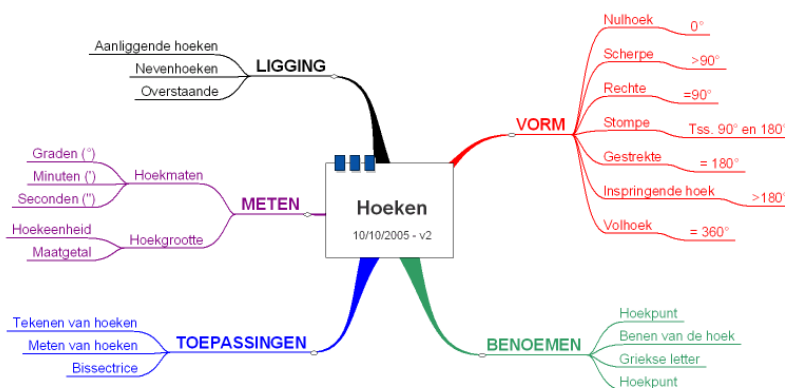 Hoeken
10/10/2005 - v2
LIGGING
Aanliggende hoeken
Nevenhoeken
Overstaande
METEN
Hoekmaten
Graden (°)
Minuten (')
Seconden (")
Hoekgrootte
Hoekeenheid
Maatgetal
TOEPASSINGEN
Tekenen van hoeken
Meten van hoeken
Bissectrice
VORM
Nulhoek 0°
Scherpe >90°
Rechte =90°
Stompe Tss. 90° en 180°
Gestrekte = 180°
Inspringende hoek >180°
Volhoek = 360°
BENOEMEN
Hoekpunt
Benen van de hoek
Griekse letter
Hoekpunt